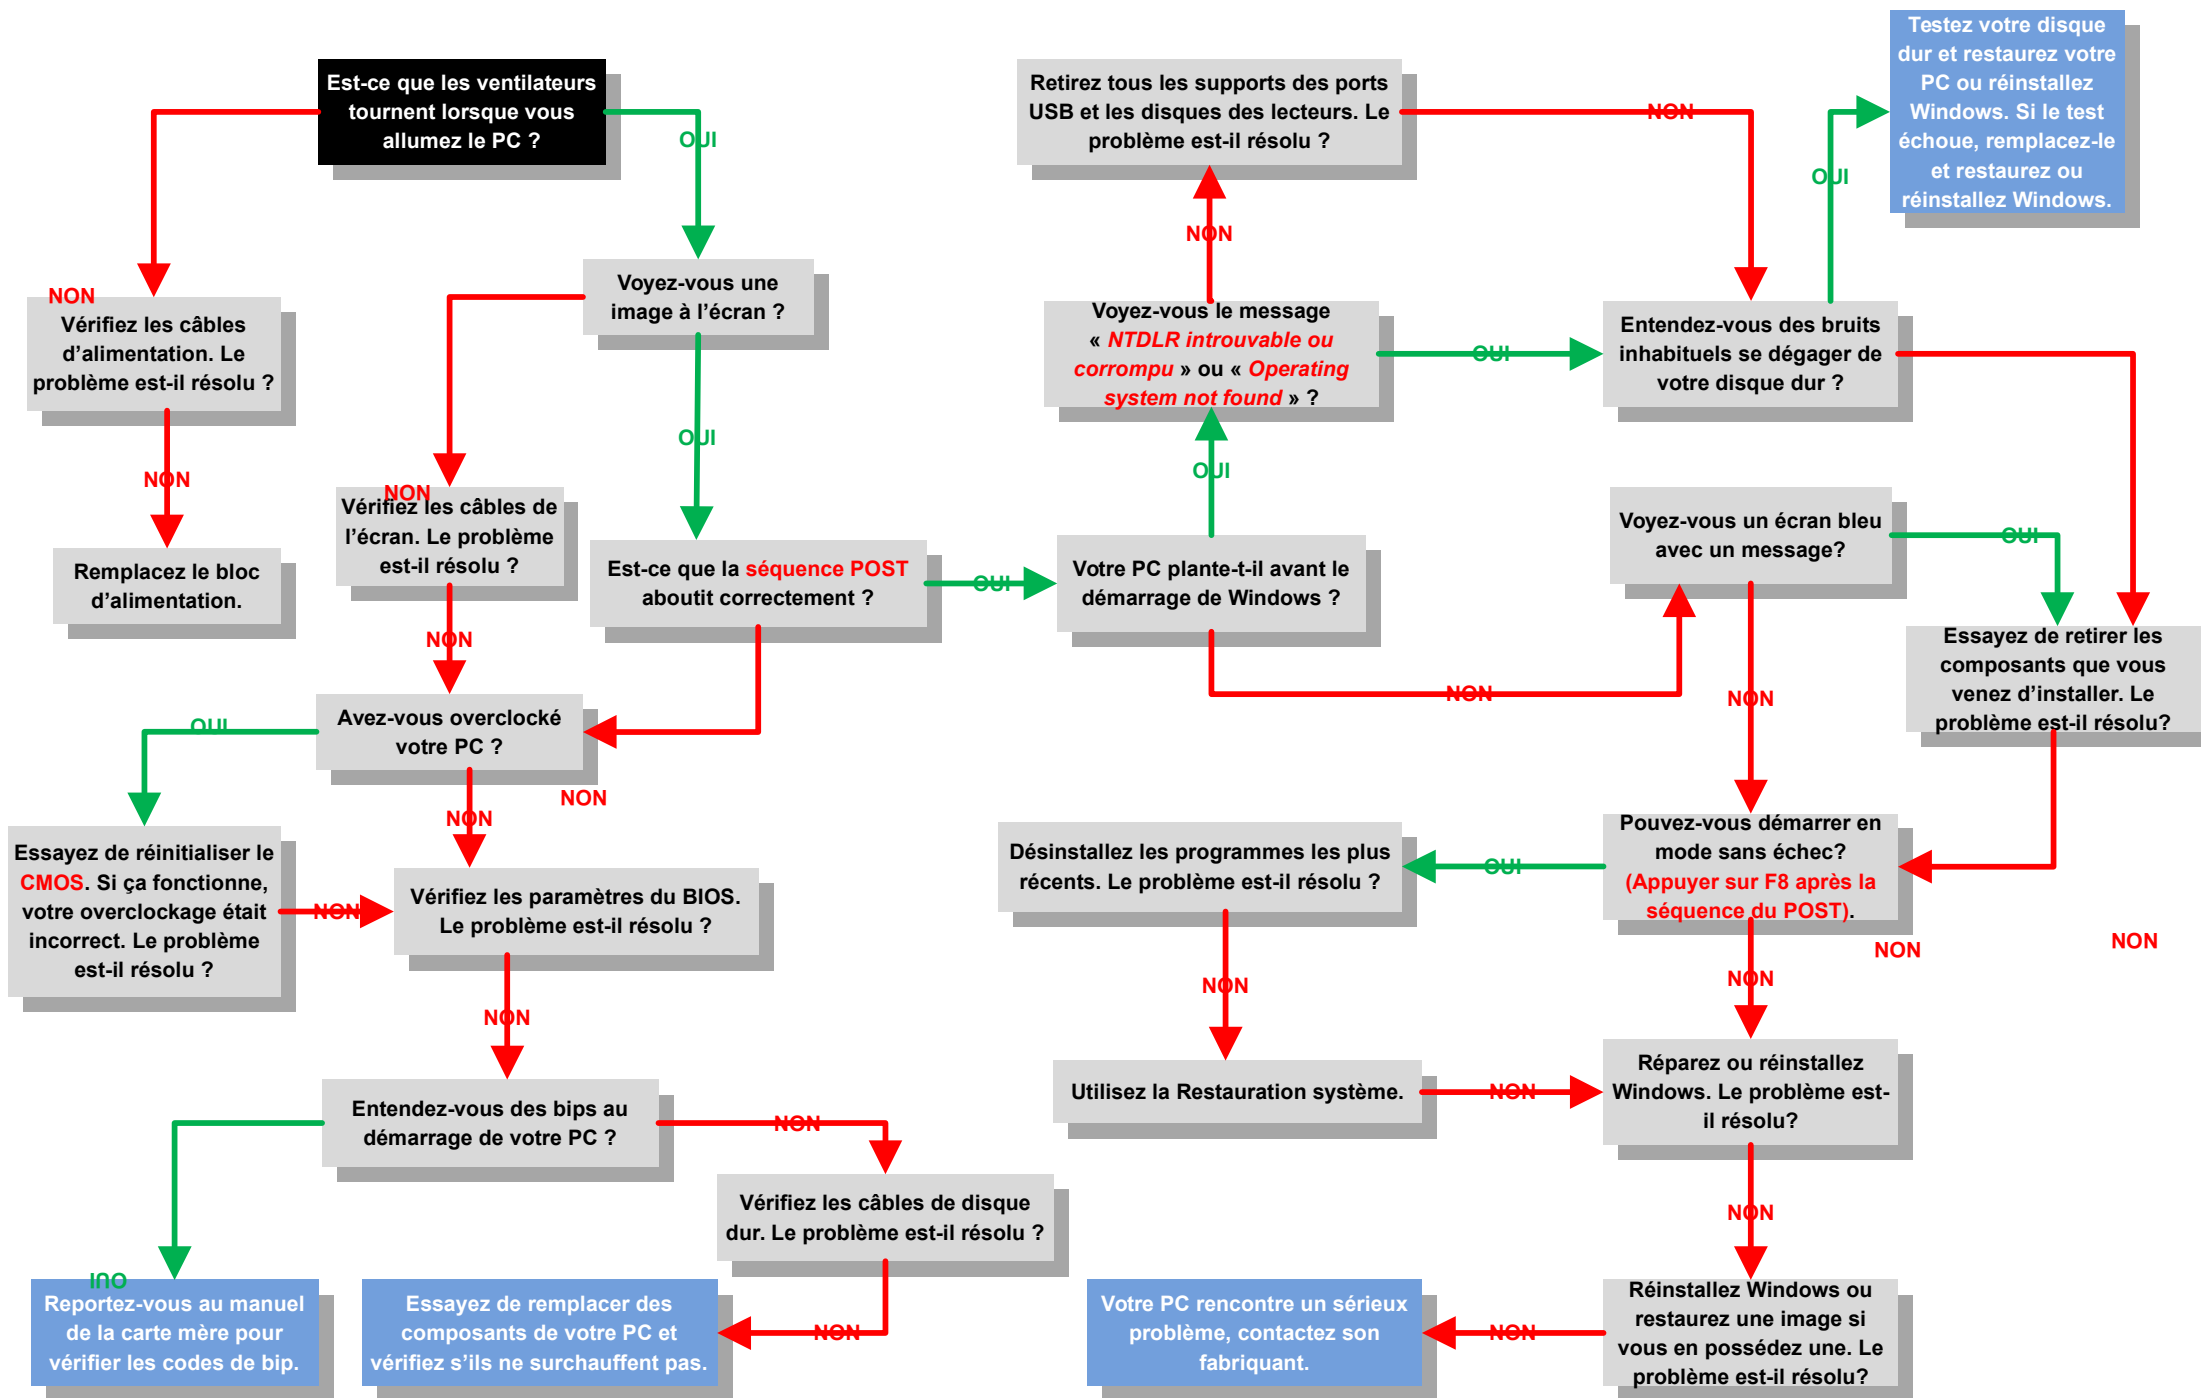 Est-ce que les ventilateurs
tournent lorsque vous
allumez le PC ?
OUI
NON
Vérifiez les câbles
d’alimentation. Le
problème est-il résolu ?
NON
Remplacez le bloc
d’alimentation.
Voyez-vous une
image à l’écran ?
OUI
NON
Vérifiez les câbles de
l’écran. Le problème
est-il résolu ?
NON
Est-ce que la séquence POST
aboutit correctement ?
OUI
NON
Avez-vous overclocké
votre PC ?
OUI
NON
Essayez de réinitialiser le
CMOS. Si ça fonctionne,
votre overclockage était
incorrect. Le problème
est-il résolu ?
NON
Vérifiez les paramètres du BIOS.
Le problème est-il résolu ?
NON
Entendez-vous des bips au
démarrage de votre PC ?
NON
OUI
Reportez-vous au manuel
de la carte mère pour
vérifier les codes de bip.
Vérifiez les câbles de disque
dur. Le problème est-il résolu ?
NON
Essayez de remplacer des
composants de votre PC et
vérifiez s’ils ne surchauffent pas.
Votre PC plante-t-il avant le
démarrage de Windows ?
OUI
NON
Voyez-vous le message
« NTDLR introuvable ou
corrompu » ou « Operating
system not found » ?
NON
OUI
Retirez tous les supports des ports
USB et les disques des lecteurs. Le
problème est-il résolu ?
NON
Entendez-vous des bruits
inhabituels se dégager de
votre disque dur ?
OUI
NON
Testez votre disque
dur et restaurez votre
PC ou réinstallez
Windows. Si le test
échoue, remplacez-le
et restaurez ou
réinstallez Windows.
Voyez-vous un écran bleu
avec un message?
OUI
NON
Essayez de retirer les
composants que vous
venez d’installer. Le
problème est-il résolu?
NON
Pouvez-vous démarrer en
mode sans échec?
(Appuyer sur F8 après la
séquence du POST).
OUI
NON
Désinstallez les programmes les plus
récents. Le problème est-il résolu ?
NON
Utilisez la Restauration système.
NON
Réparez ou réinstallez
Windows. Le problème est-
il résolu?
NON
Réinstallez Windows ou
restaurez une image si
vous en possédez une. Le
problème est-il résolu?
NON
Votre PC rencontre un sérieux
problème, contactez son
fabriquant.